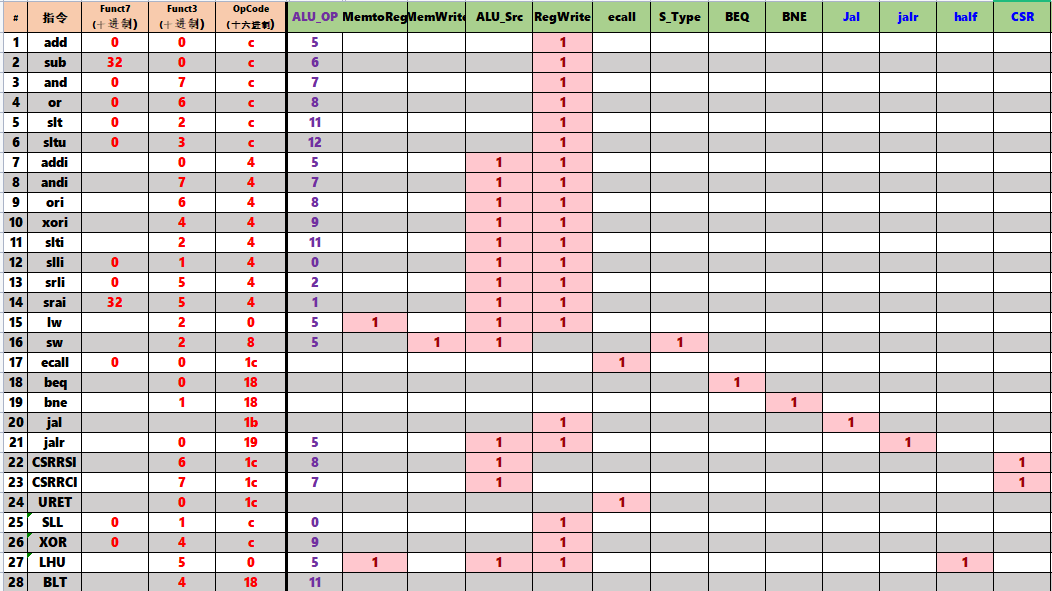 # 指令 Funct7 (十进制) Funct3 (十进制) OpCode (十六进制) ALU_OP MemtoReg MemWrite ALU_Src RegWrite ecall S_Type BEQ BNE Jal jalr half CSR
1 add 0 0 c 5 1
2 sub 32 0 c 6 1
3 and 0 7 c 7 1
4 or 0 6 c 8 1
5 slt 0 2 c 11 1
6 sltu 0 3 c 12 1
7 addi 0 4 5 1 1
8 andi 7 4 7 1 1
9 ori 6 4 8 1 1
10 xori 4 4 9 1 1
11 slti 2 4 11 1 1
12 slli 0 1 4 0 1 1
13 srli 0 5 4 2 1 1
14 srai 32 5 4 1 1 1
15 lw 2 0 5 1 1 1
16 sw 2 8 5 1 1 1
17 ecall 0 0 1c 1
18 beq 0 18 1
19 bne 1 18 1
20 jal 1b 1 1
21 jalr 0 19 5 1 1 1
22 CSRRSI 6 1c 8 1 1
23 CSRRCI 7 1c 7 1 1
24 URET 0 1c 1
25 SLL 0 1 c 0 1
26 XOR 0 4 c 9 1
27 LHU 5 0 5 1 1 1 1
28 BLT 4 18 11